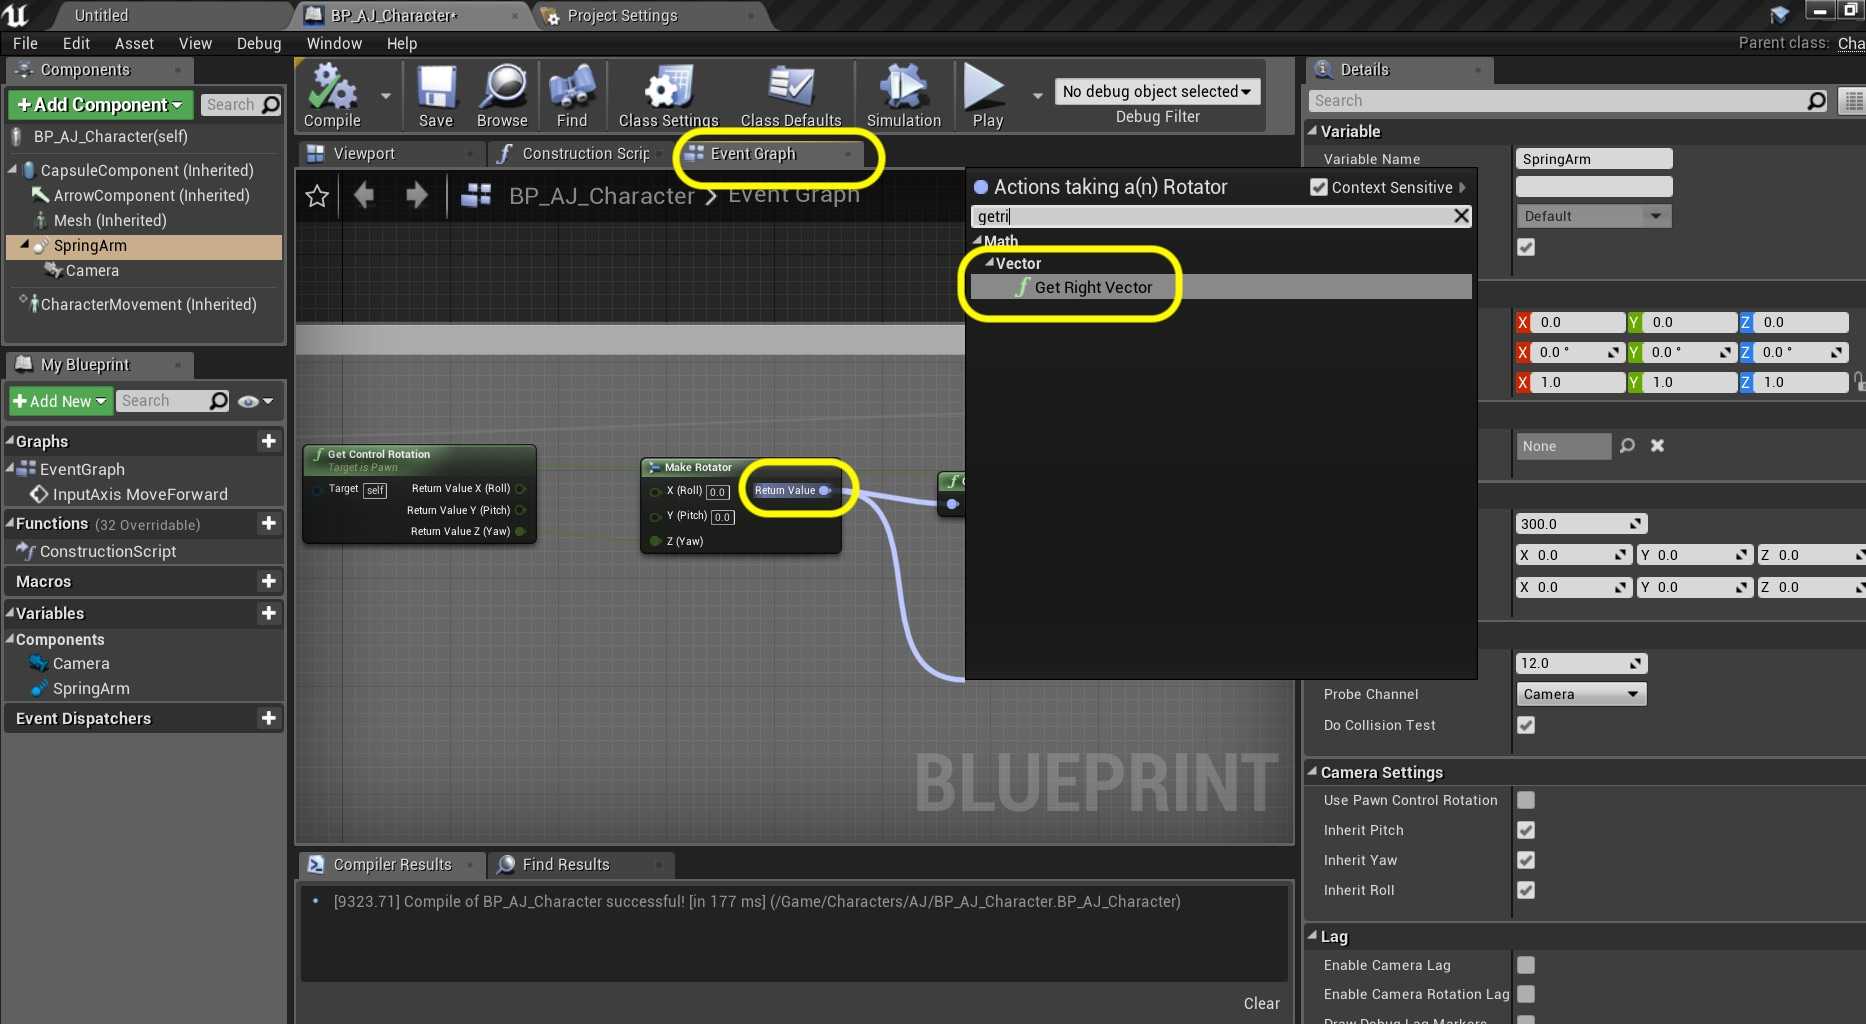 Untitled
BP_AJ_Character*
Project Settings
File Edit Asset View Debug Window Help
Parent class: Cha
Components
+Add Component
Search
BP_AJ_Character(self)
CapsuleComponent (Inherited)
ArrowComponent (Inherited)
Mesh (Inherited)
SpringArm
Camera
CharacterMovement (Inherited)
My Blueprint
+Add New
Search
Graphs
EventGraph
InputAxis MoveForward
Functions (32 Overridable)
ConstructionScript
Macros
Variables
Components
Camera
SpringArm
Event Dispatchers
Compile
Save
Browse
Find
Class Settings
Class Defaults
Simulation
Play
No debug object selected
Debug Filter
Viewport
Construction Scrip
Event Graph
BP_AJ_Character > Event Graph
Get Control Rotation
Target is Pawn
Target self
Return Value X (Roll)
Return Value Y (Pitch)
Return Value Z (Yaw)
Make Rotator
X (Roll) 0.0
Y (Pitch) 0.0
Z (Yaw)
Return Value
BLUEPRINT
Actions taking a(n) Rotator
Context Sensitive
getri
Math
Vector
Get Right Vector
Compiler Results
Find Results
[9323.71] Compile of BP_AJ_Character successful! [in 177 ms] (/Game/Characters/AJ/BP_AJ_Character.BP_AJ_Character)
Clear
Details
Search
Variable
Variable Name SpringArm
Default
X 0.0 Y 0.0 Z 0.0
X 0.0 ° Y 0.0 ° Z 0.0 °
X 1.0 Y 1.0 Z 1.0
None
300.0
X 0.0 Y 0.0 Z 0.0
X 0.0 Y 0.0 Z 0.0
12.0
Probe Channel Camera
Do Collision Test
Camera Settings
Use Pawn Control Rotation
Inherit Pitch
Inherit Yaw
Inherit Roll
Lag
Enable Camera Lag
Enable Camera Rotation Lag
Draw Debug Lag Markers